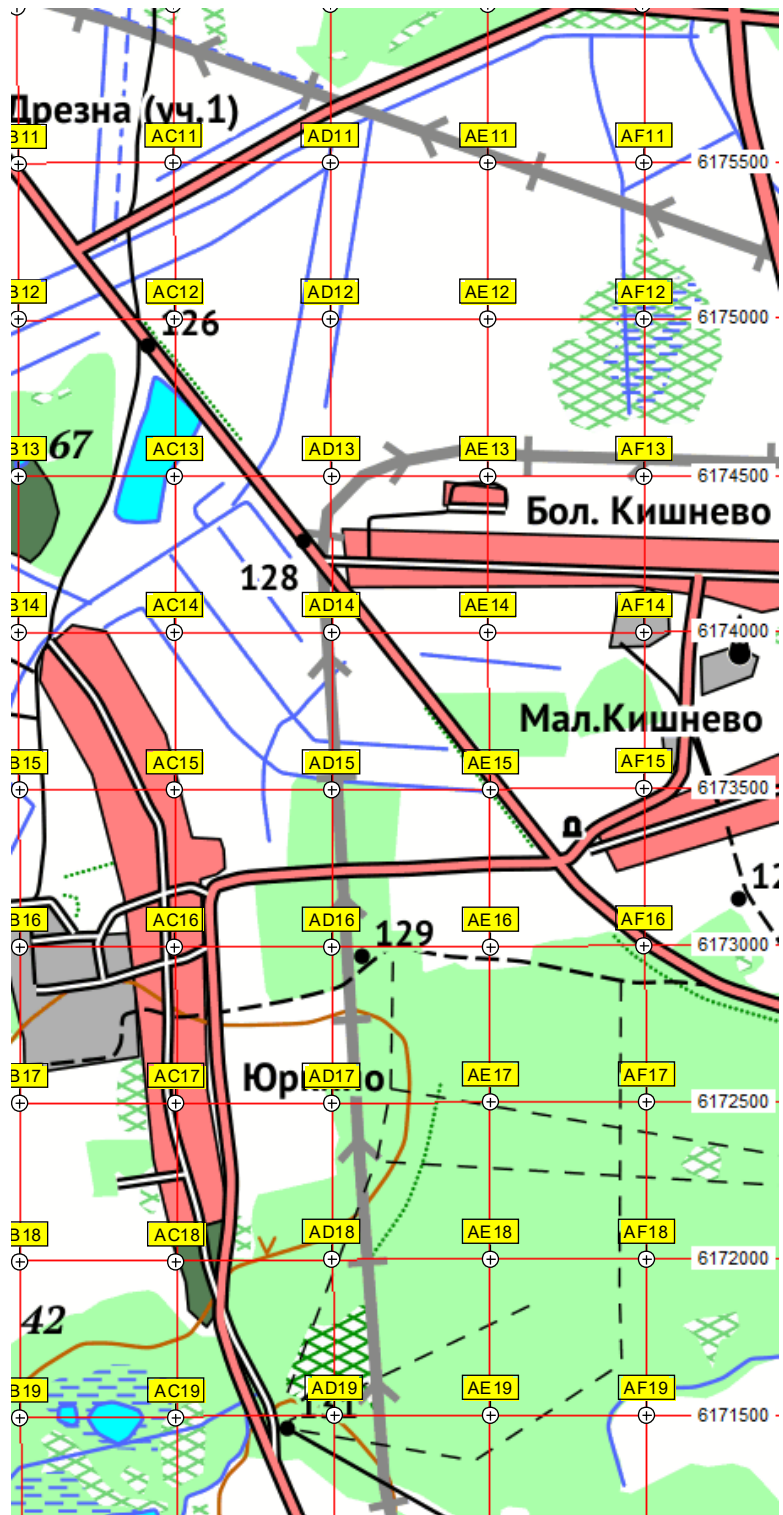 Дрезна (уч.1)
B11 AC11 AD11 AE11 AF11
6175500
B12 AC12 AD12 AE12 AF12
6175000
126
67
B13 AC13 AD13 AE13 AF13
6174500
Бол. Кишнево
128
B14 AC14 AD14 AE14 AF14
6174000
Мал.Кишнево
B15 AC15 AD15 AE15 AF15
6173500
Д
B16 AC16 AD16 AE16 AF16
6173000
129
B17 AC17 AD17 AE17 AF17
6172500
B18 AC18 AD18 AE18 AF18
6172000
42
B19 AC19 AD19 AE19 AF19
6171500